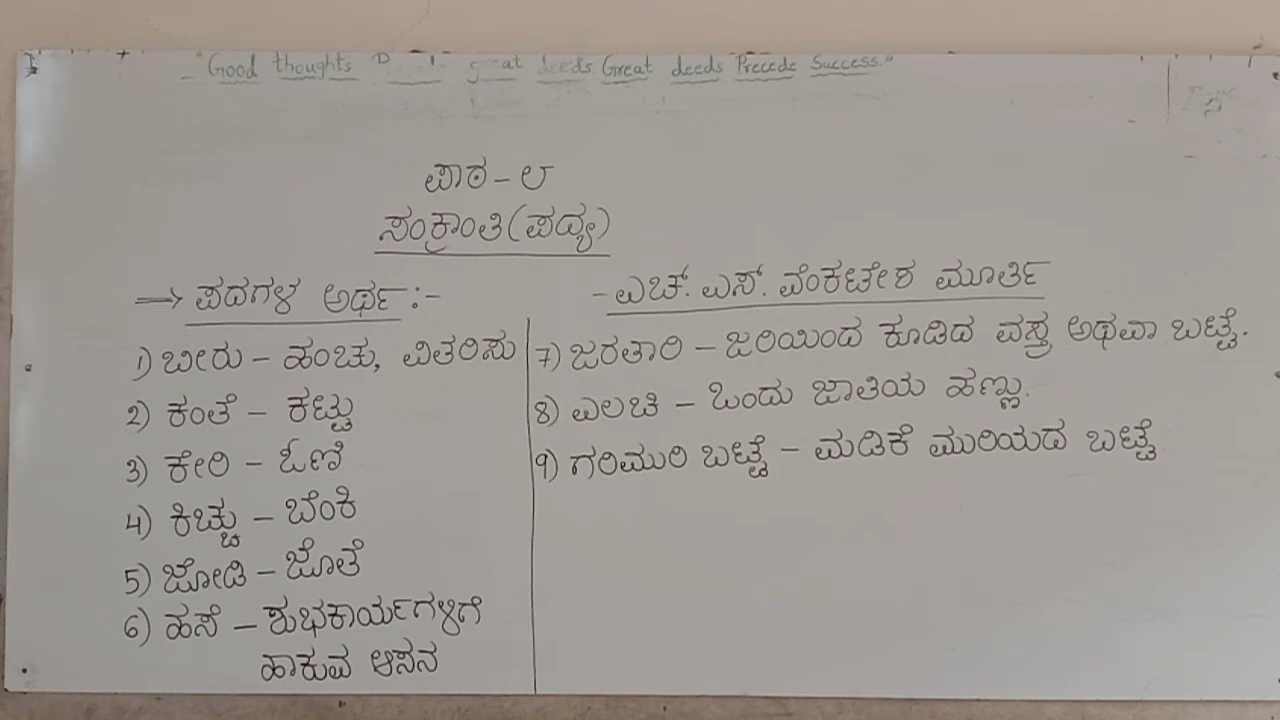 "Good thoughts great deeds Great deeds Precede Success"
ಪಾಠ - ೮
ಸಂಕ್ರಾಂತಿ (ಪದ್ಯ)
- ಎಚ್. ಎಸ್. ವೆಂಕಟೇಶ ಮೂರ್ತಿ
→ ಪದಗಳ ಅರ್ಥ :-
1) ಬೀರು - ಹಂಚು, ವಿತರಿಸು
2) ಕಂತೆ - ಕಟ್ಟು
3) ಕೇರಿ - ಓಣಿ
4) ಕಿಚ್ಚು - ಬೆಂಕಿ
5) ಜೋಡಿ - ಜೊತೆ
6) ಹಸೆ - ಶುಭಕಾರ್ಯಗಳಿಗೆ
ಹಾಕುವ ಆಸನ
7) ಜರತಾರಿ - ಜರಿಯಿಂದ ಕೂಡಿದ ವಸ್ತ್ರ ಅಥವಾ ಬಟ್ಟೆ.
8) ಎಲಚಿ - ಒಂದು ಜಾತಿಯ ಹಣ್ಣು.
9) ಗರಿಮುರಿ ಬಟ್ಟೆ - ಮಡಿಕೆ ಮುರಿಯದ ಬಟ್ಟೆ